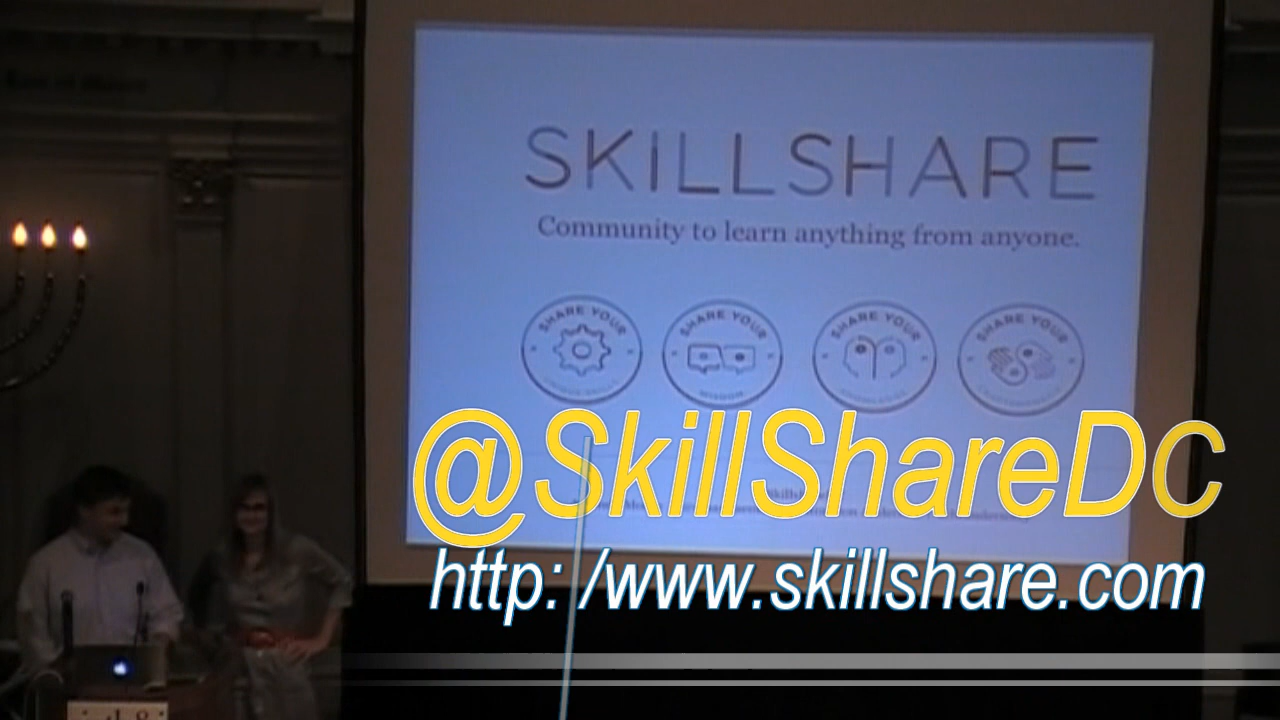 SKILLSHARE
Community to learn anything from anyone.
SHARE YOUR SHARE YOUR SHARE YOUR SHARE YOUR
WISDOM
@SkillShareDC
http: /www.skillshare.com